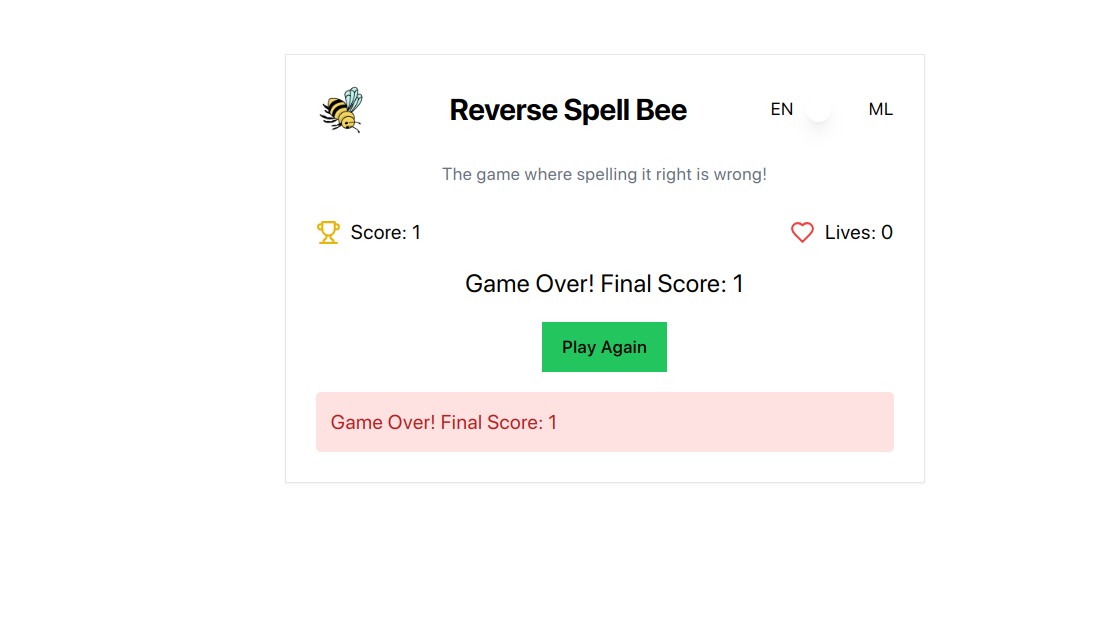 Reverse Spell Bee
EN
ML
The game where spelling it right is wrong!
Score: 1
Lives: 0
Game Over! Final Score: 1
Play Again
Game Over! Final Score: 1